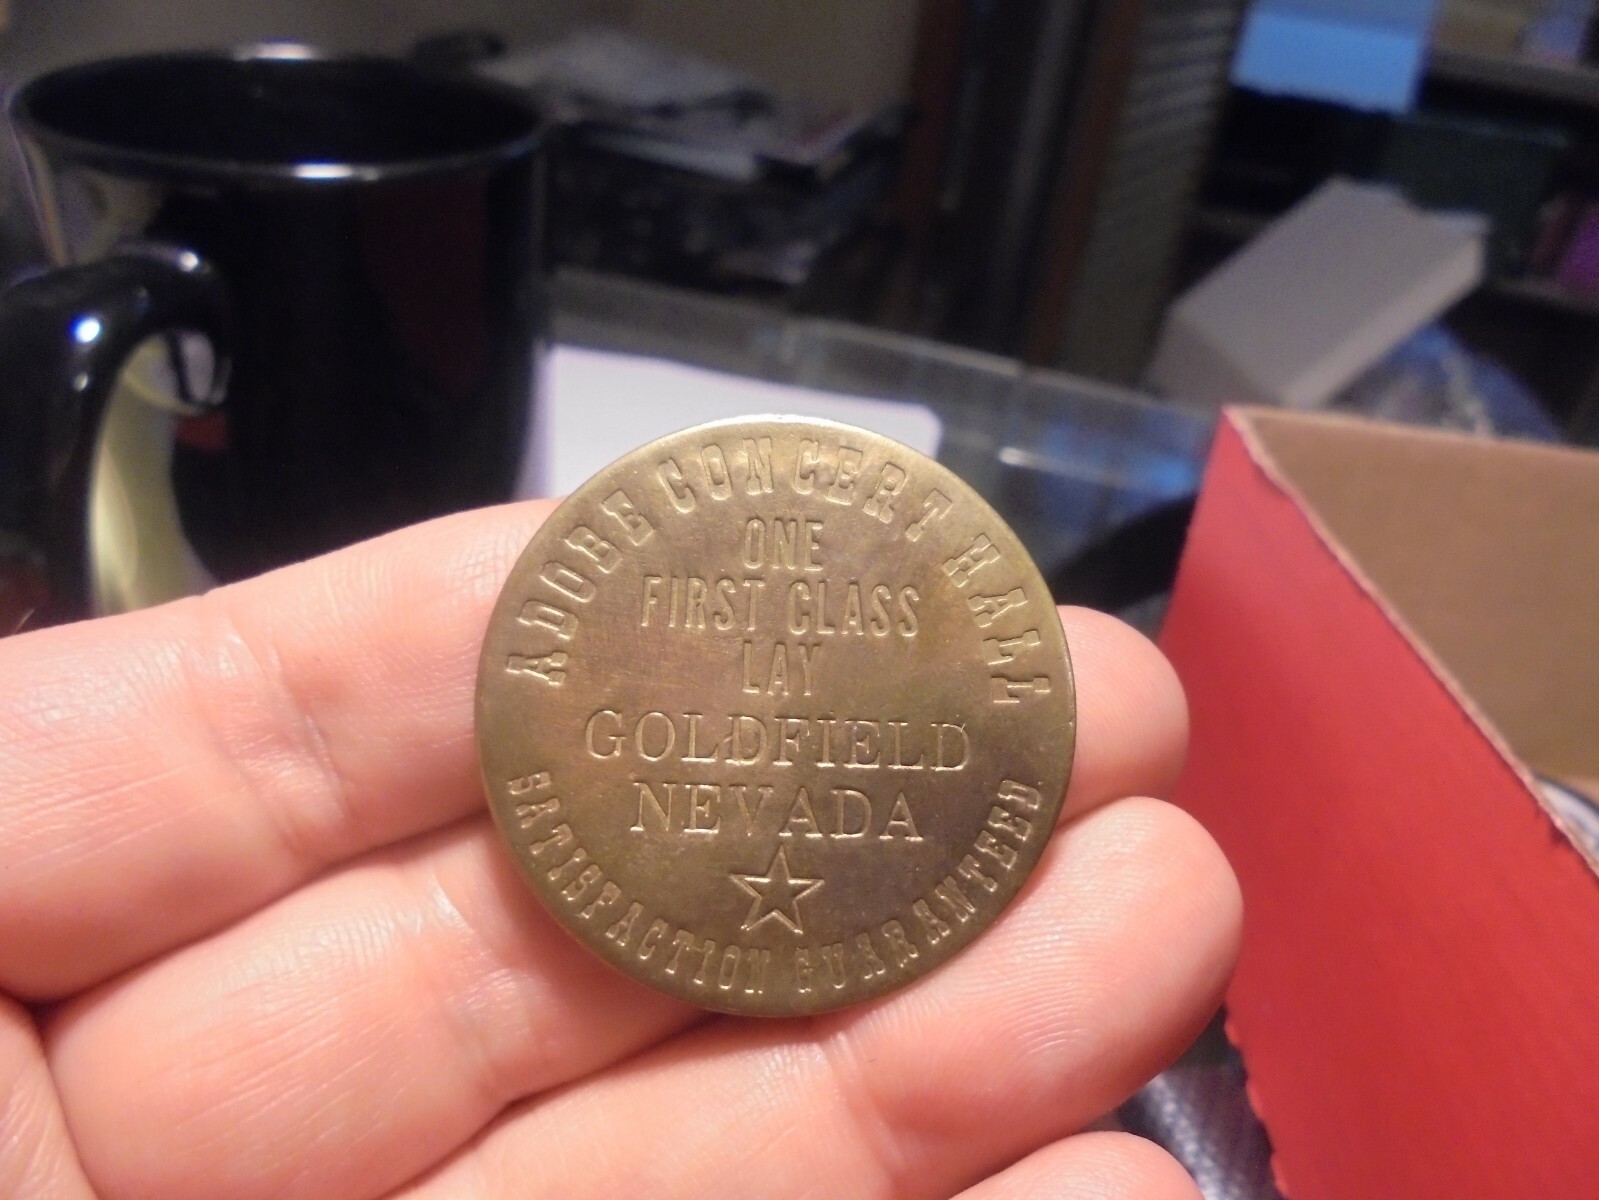 ADOBE CONCERT HALL
ONE
FIRST CLASS
LAY
GOLDFIELD
NEVADA
SATISFACTION GUARANTEED